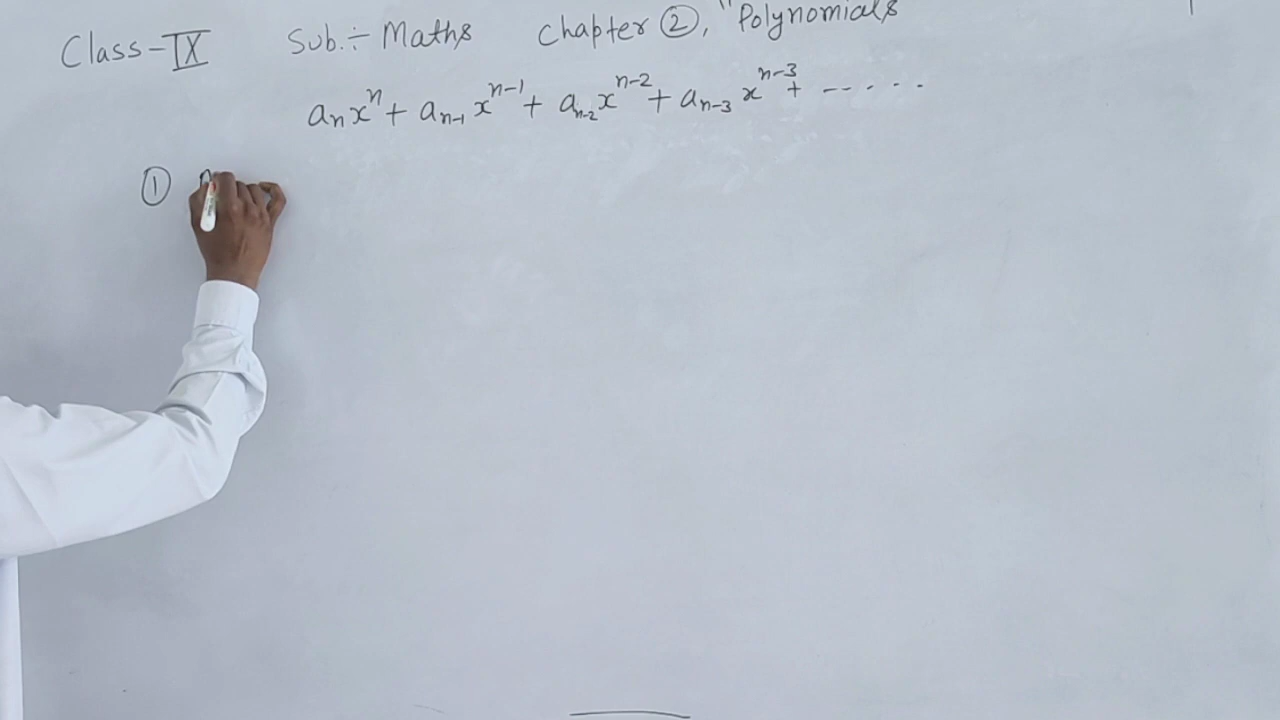 Class-IX Sub.÷ Maths Chapter ②, "Polynomials
aₙxⁿ + aₙ₋₁xⁿ⁻¹ + aₙ₋₂xⁿ⁻² + aₙ₋₃xⁿ⁻³ + -------
①